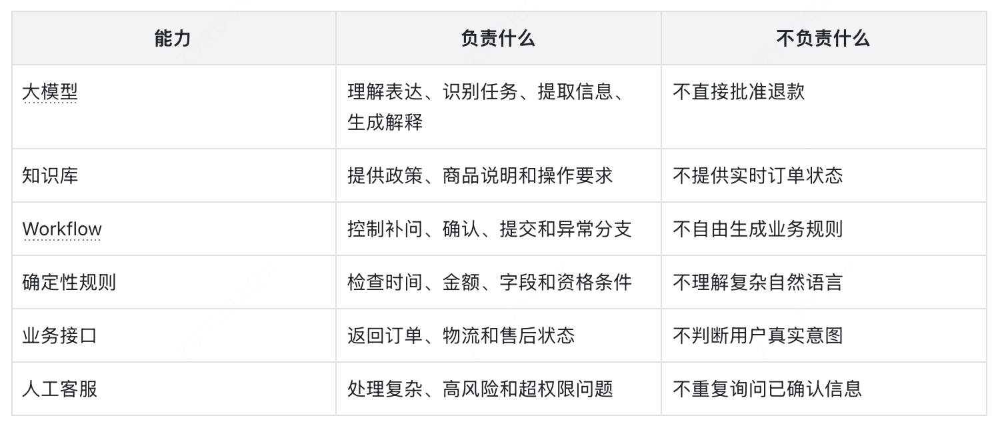 能力
负责什么
不负责什么
大模型
理解表达、识别任务、提取信息、
生成解释
不直接批准退款
知识库
提供政策、商品说明和操作要求
不提供实时订单状态
Workflow
控制补问、确认、提交和异常分支
不自由生成业务规则
确定性规则
检查时间、金额、字段和资格条件
不理解复杂自然语言
业务接口
返回订单、物流和售后状态
不判断用户真实意图
人工客服
处理复杂、高风险和超权限问题
不重复询问已确认信息